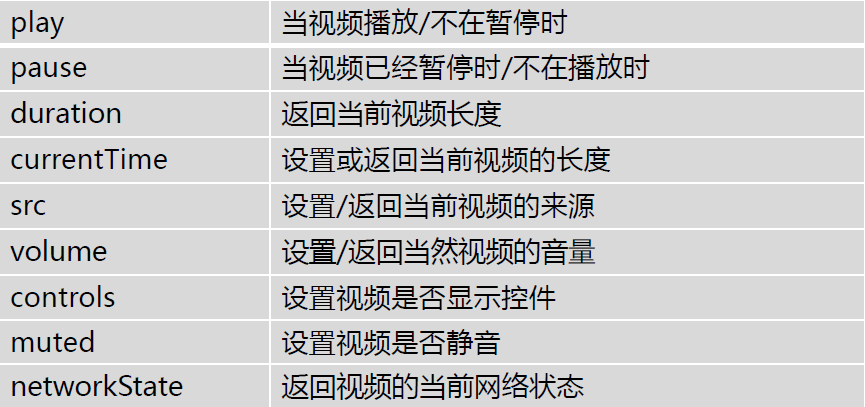 play 当视频播放/不在暂停时
pause 当视频已经暂停时/不在播放时
duration 返回当前视频长度
currentTime 设置或返回当前视频的长度
src 设置/返回当前视频的来源
volume 设置/返回当然视频的音量
controls 设置视频是否显示控件
muted 设置视频是否静音
networkState 返回视频的当前网络状态